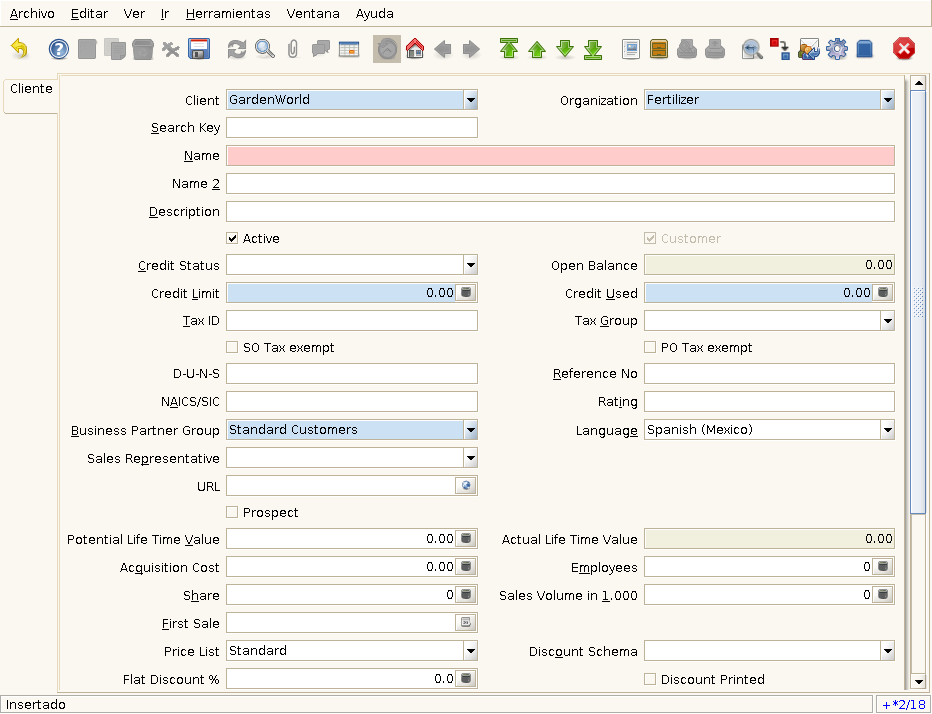 Archivo Editar Ver Ir Herramientas Ventana Ayuda
Cliente
Client GardenWorld Organization Fertilizer
Search Key
Name
Name 2
Description
Active Customer
Credit Status Open Balance 0.00
Credit Limit 0.00 Credit Used 0.00
Tax ID Tax Group
SO Tax exempt PO Tax exempt
D-U-N-S Reference No
NAICS/SIC Rating
Business Partner Group Standard Customers Language Spanish (Mexico)
Sales Representative
URL
Prospect
Potential Life Time Value 0.00 Actual Life Time Value 0.00
Acquisition Cost 0.00 Employees 0
Share 0 Sales Volume in 1.000 0
First Sale
Price List Standard Discount Schema
Flat Discount % 0.0 Discount Printed
Insertado +*2/18